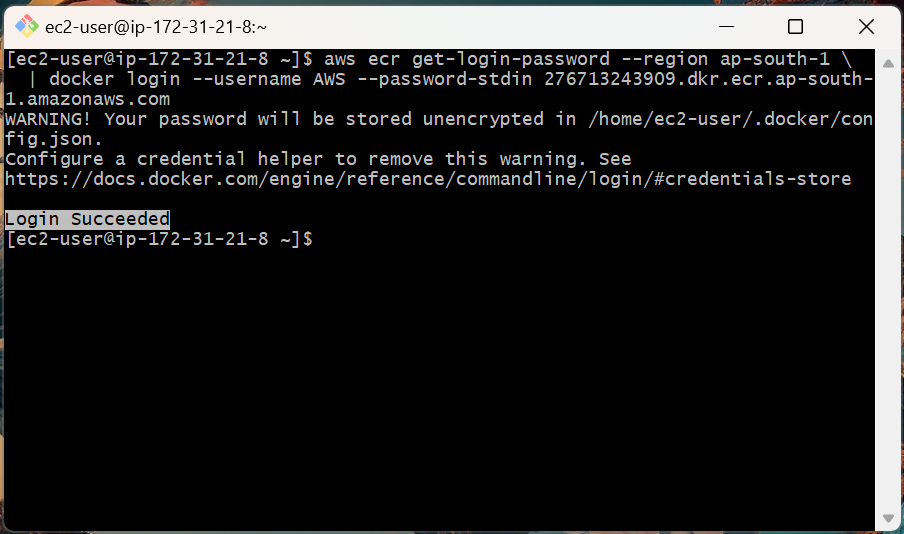 ec2-user@ip-172-31-21-8:~
[ec2-user@ip-172-31-21-8 ~]$ aws ecr get-login-password --region ap-south-1 \
  | docker login --username AWS --password-stdin 276713243909.dkr.ecr.ap-south-
1.amazonaws.com
WARNING! Your password will be stored unencrypted in /home/ec2-user/.docker/con
fig.json.
Configure a credential helper to remove this warning. See
https://docs.docker.com/engine/reference/commandline/login/#credentials-store
Login Succeeded
[ec2-user@ip-172-31-21-8 ~]$